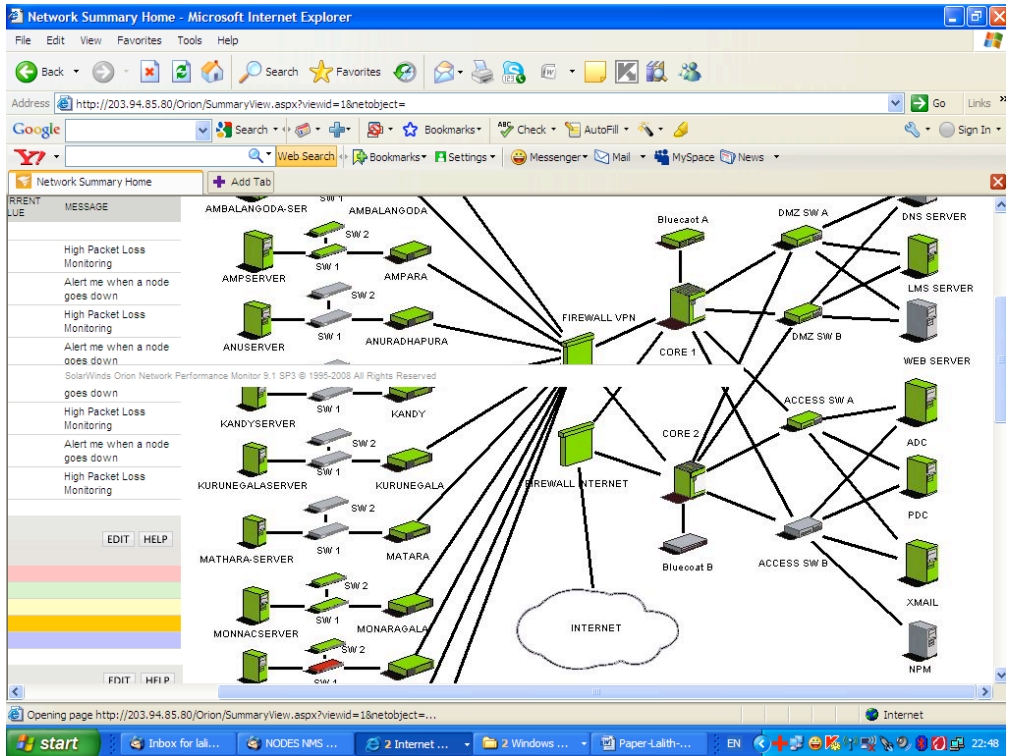 Network Summary Home - Microsoft Internet Explorer
File Edit View Favorites Tools Help
Back Search Favorites
Address http://203.94.85.80/Orion/SummaryView.aspx?viewid=1&netobject= Go Links »
Google Bookmarks Check AutoFill Sign In
Y! Web Search Bookmarks Settings Messenger Mail MySpace News
Network Summary Home Add Tab
RRENT
LUE
MESSAGE
High Packet Loss
Monitoring
Alert me when a node
goes down
High Packet Loss
Monitoring
Alert me when a node
goes down
SolarWinds Orion Network Performance Monitor 9.1 SP3 © 1995-2008 All Rights Reserved
goes down
High Packet Loss
Monitoring
Alert me when a node
goes down
High Packet Loss
Monitoring
EDIT HELP
EDIT HELP
AMBALANGODA-SER SW 1 AMBALANGODA
SW 2
AMPSERVER SW 1 AMPARA
SW 2
ANUSERVER SW 1 ANURADHAPURA
KANDYSERVER SW 1 KANDY
SW 2
KURUNEGALASERVER SW 1 KURUNEGALA
SW 2
MATHARA-SERVER SW 1 MATARA
SW 2
MONNACSERVER SW 1 MONARAGALA
SW 2
SW 1
FIREWALL VPN
FIREWALL INTERNET
INTERNET
Bluecaot A
CORE 1
CORE 2
Bluecoat B
DMZ SW A
DMZ SW B
ACCESS SW A
ACCESS SW B
DNS SERVER
LMS SERVER
WEB SERVER
ADC
PDC
XMAIL
NPM
Opening page http://203.94.85.80/Orion/SummaryView.aspx?viewid=1&netobject=... Internet
start Inbox for lali... NODES NMS ... 2 Internet ... 2 Windows ... Paper-Lalith-... EN 22:48